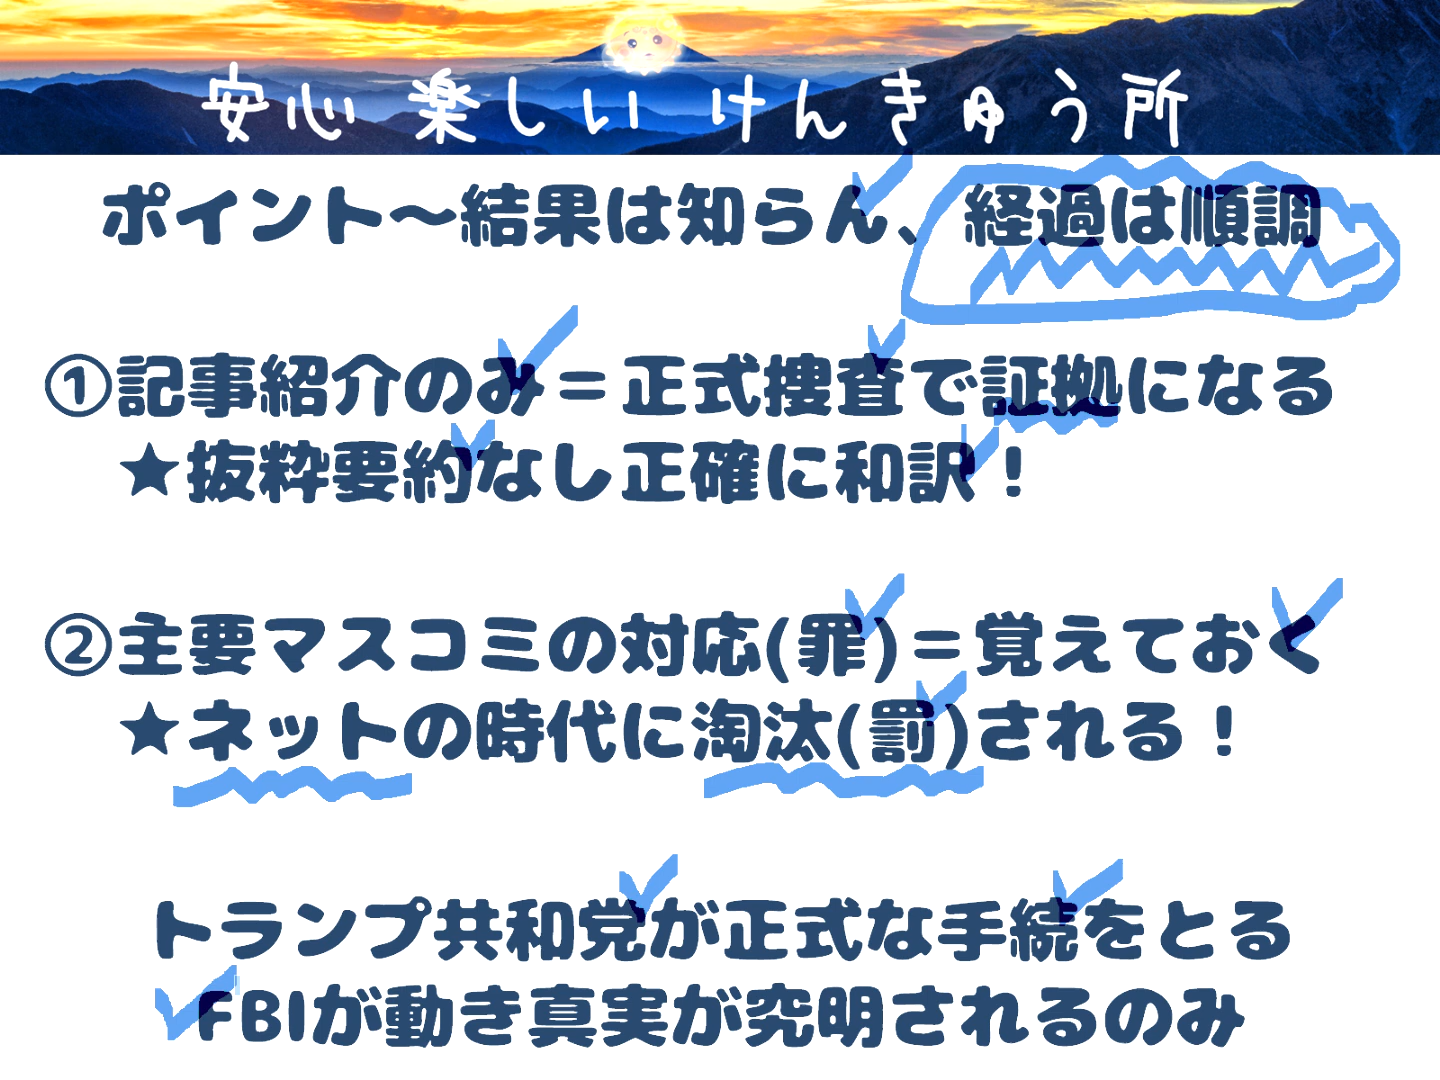 安心 楽しい けんきゅう所
ポイント〜結果は知らん、経過は順調
①記事紹介のみ＝正式捜査で証拠になる
★抜粋要約なし正確に和訳！
②主要マスコミの対応(罪)＝覚えておく
★ネットの時代に淘汰(罰)される！
トランプ共和党が正式な手続をとる
FBIが動き真実が究明されるのみ